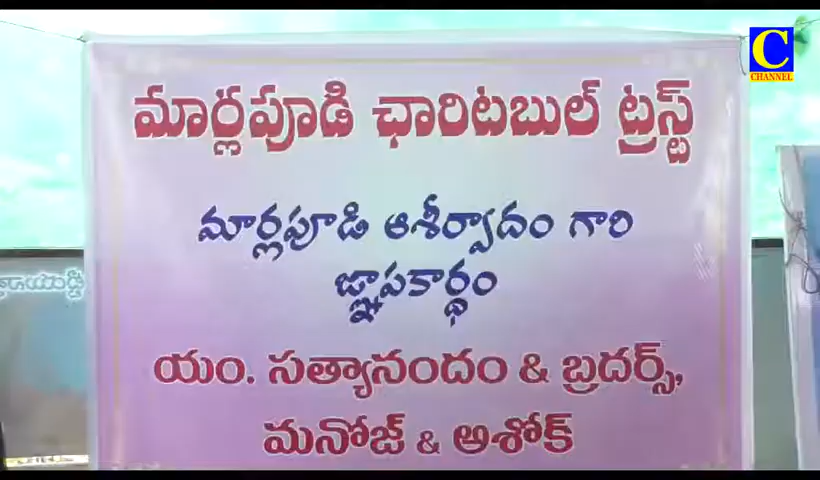 C
CHANNEL
మార్లపూడి ఛారిటబుల్ ట్రస్ట్
మార్లపూడి ఆశీర్వాదం గారి
జ్ఞాపకార్థం
యం. సత్యానందం & బ్రదర్స్,
మనోజ్ & అశోక్